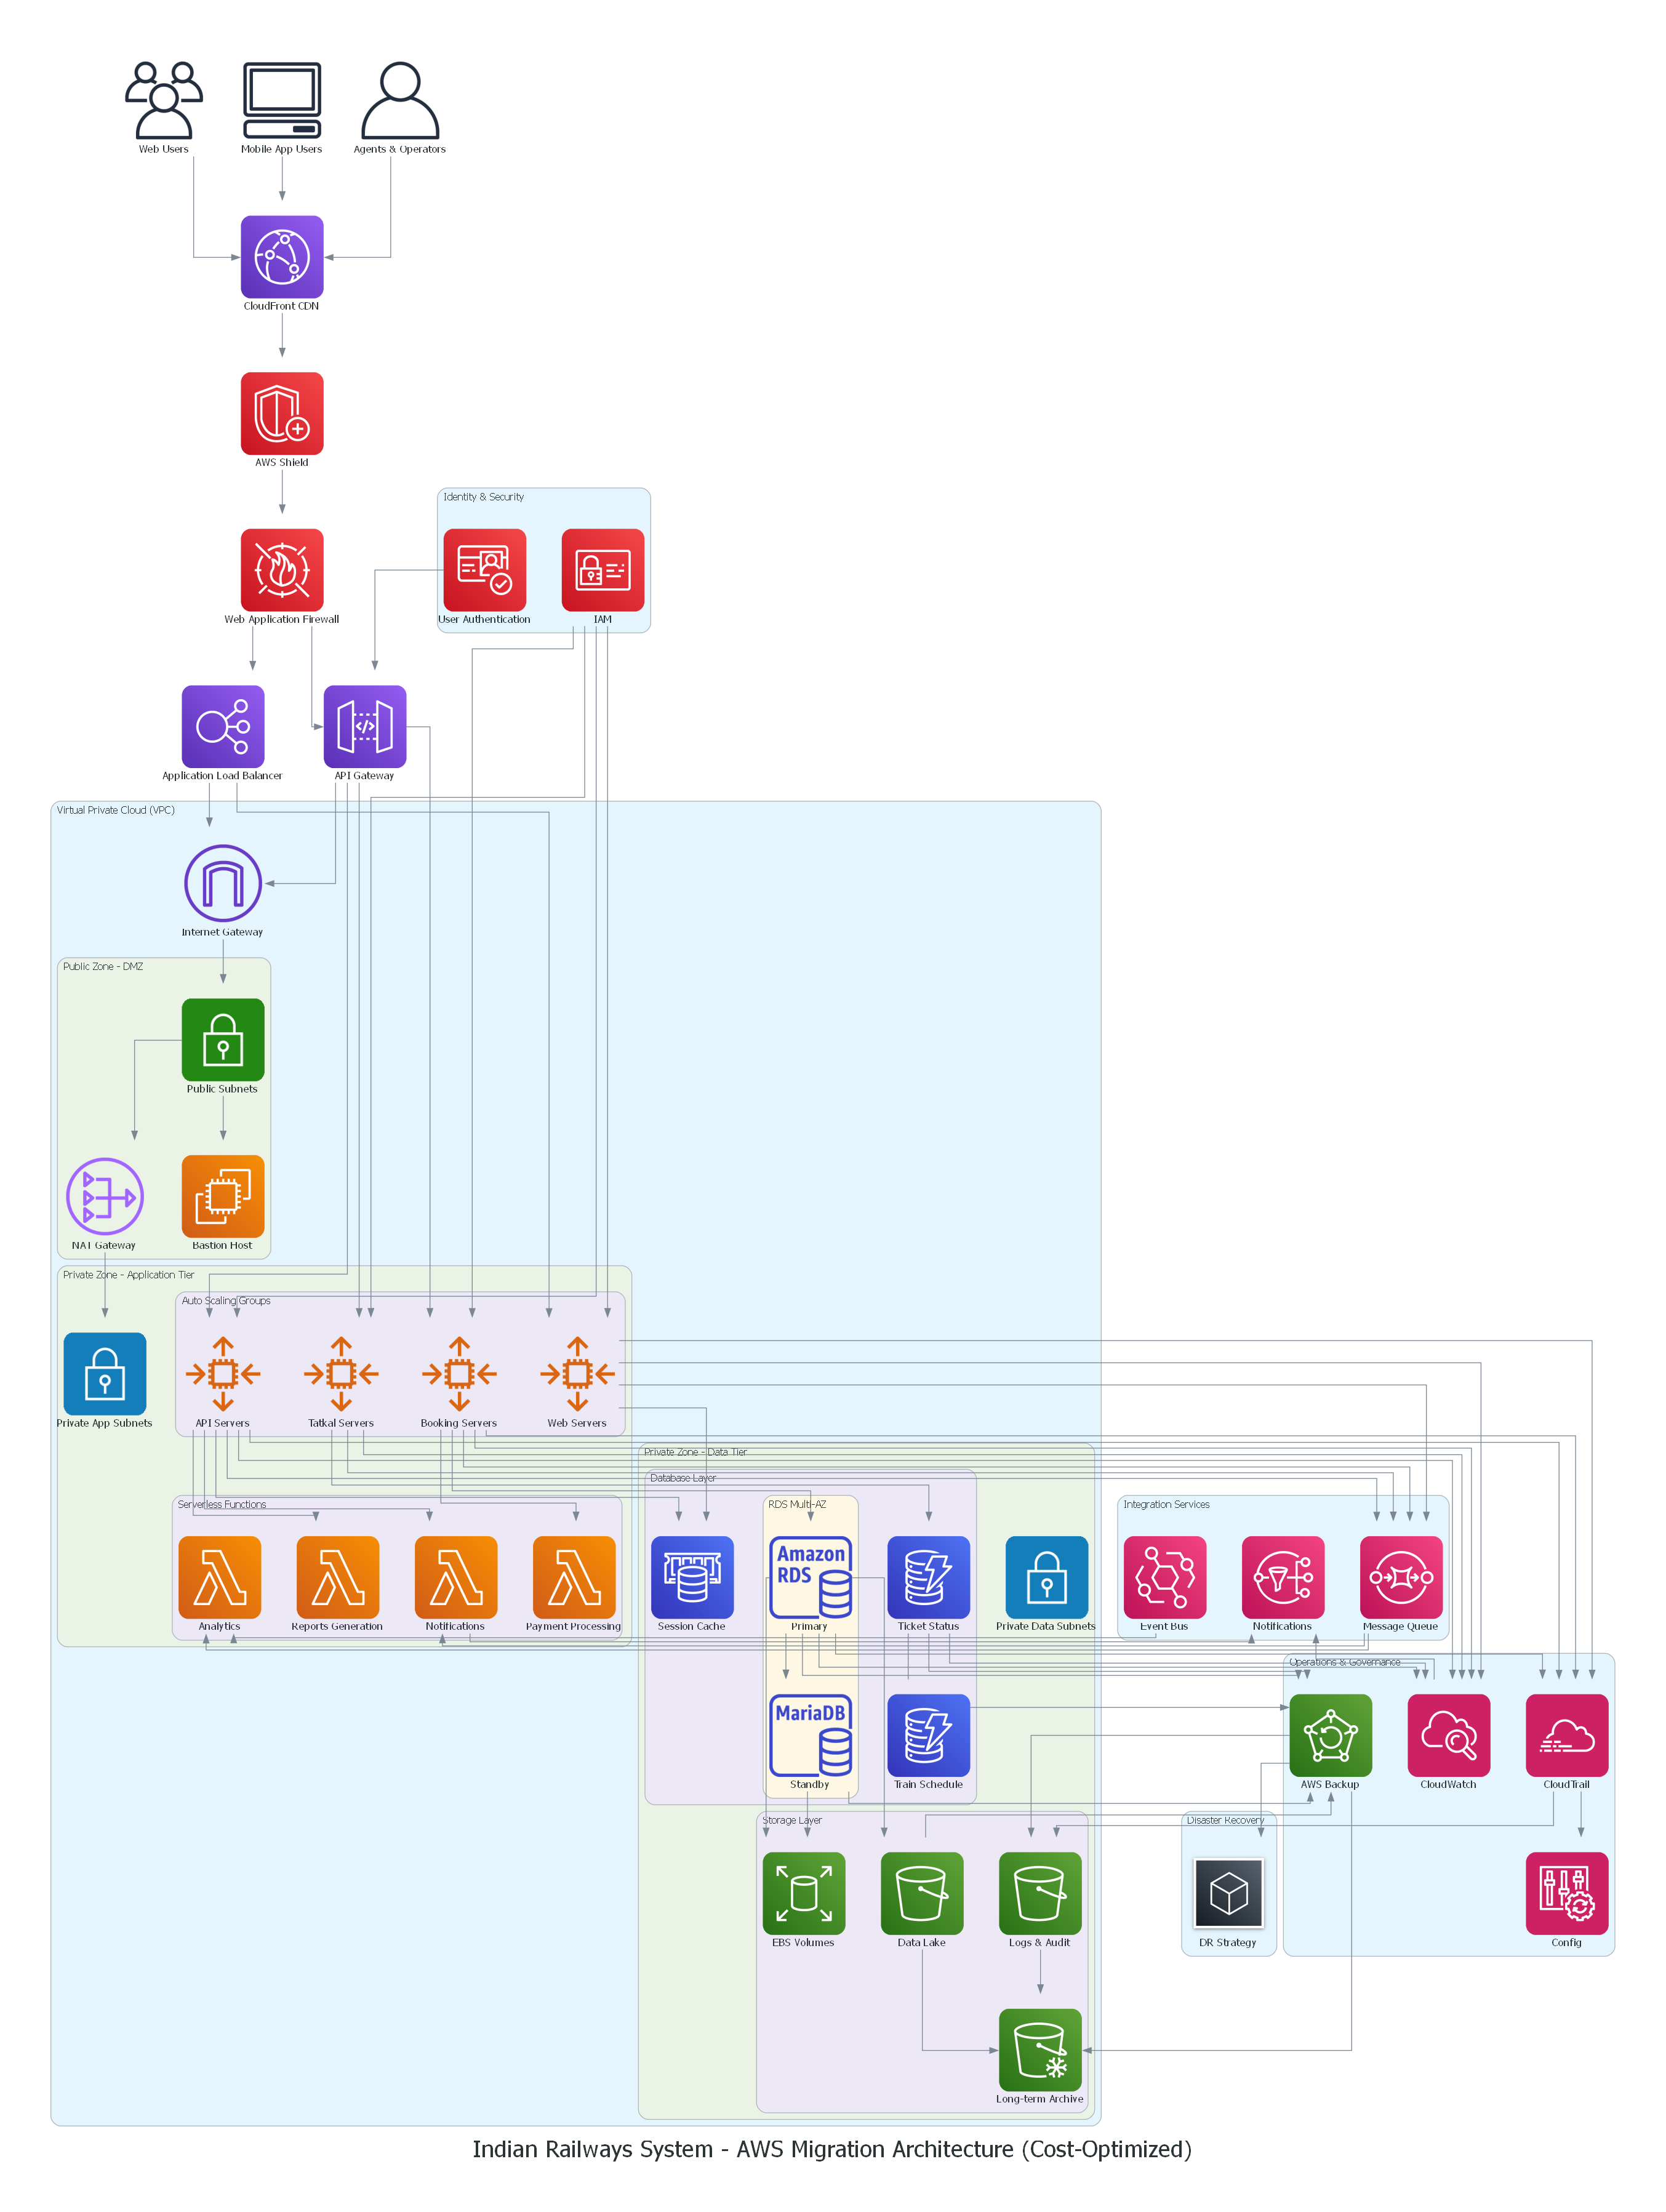 Web Users
Mobile App Users
Agents & Operators
CloudFront CDN
AWS Shield
Identity & Security
Web Application Firewall
User Authentication
IAM
Application Load Balancer
API Gateway
Virtual Private Cloud (VPC)
Internet Gateway
Public Zone - DMZ
Public Subnets
NAT Gateway
Bastion Host
Private Zone - Application Tier
Auto Scaling Groups
Private App Subnets
API Servers
Tatkal Servers
Booking Servers
Web Servers
Private Zone - Data Tier
Database Layer
Serverless Functions
RDS Multi-AZ
Integration Services
Amazon
RDS
Analytics
Reports Generation
Notifications
Payment Processing
Session Cache
Primary
Ticket Status
Private Data Subnets
Event Bus
Notifications
Message Queue
Operations & Governance
MariaDB
Standby
Train Schedule
AWS Backup
CloudWatch
CloudTrail
Storage Layer
Disaster Recovery
EBS Volumes
Data Lake
Logs & Audit
DR Strategy
Config
Long-term Archive
Indian Railways System - AWS Migration Architecture (Cost-Optimized)